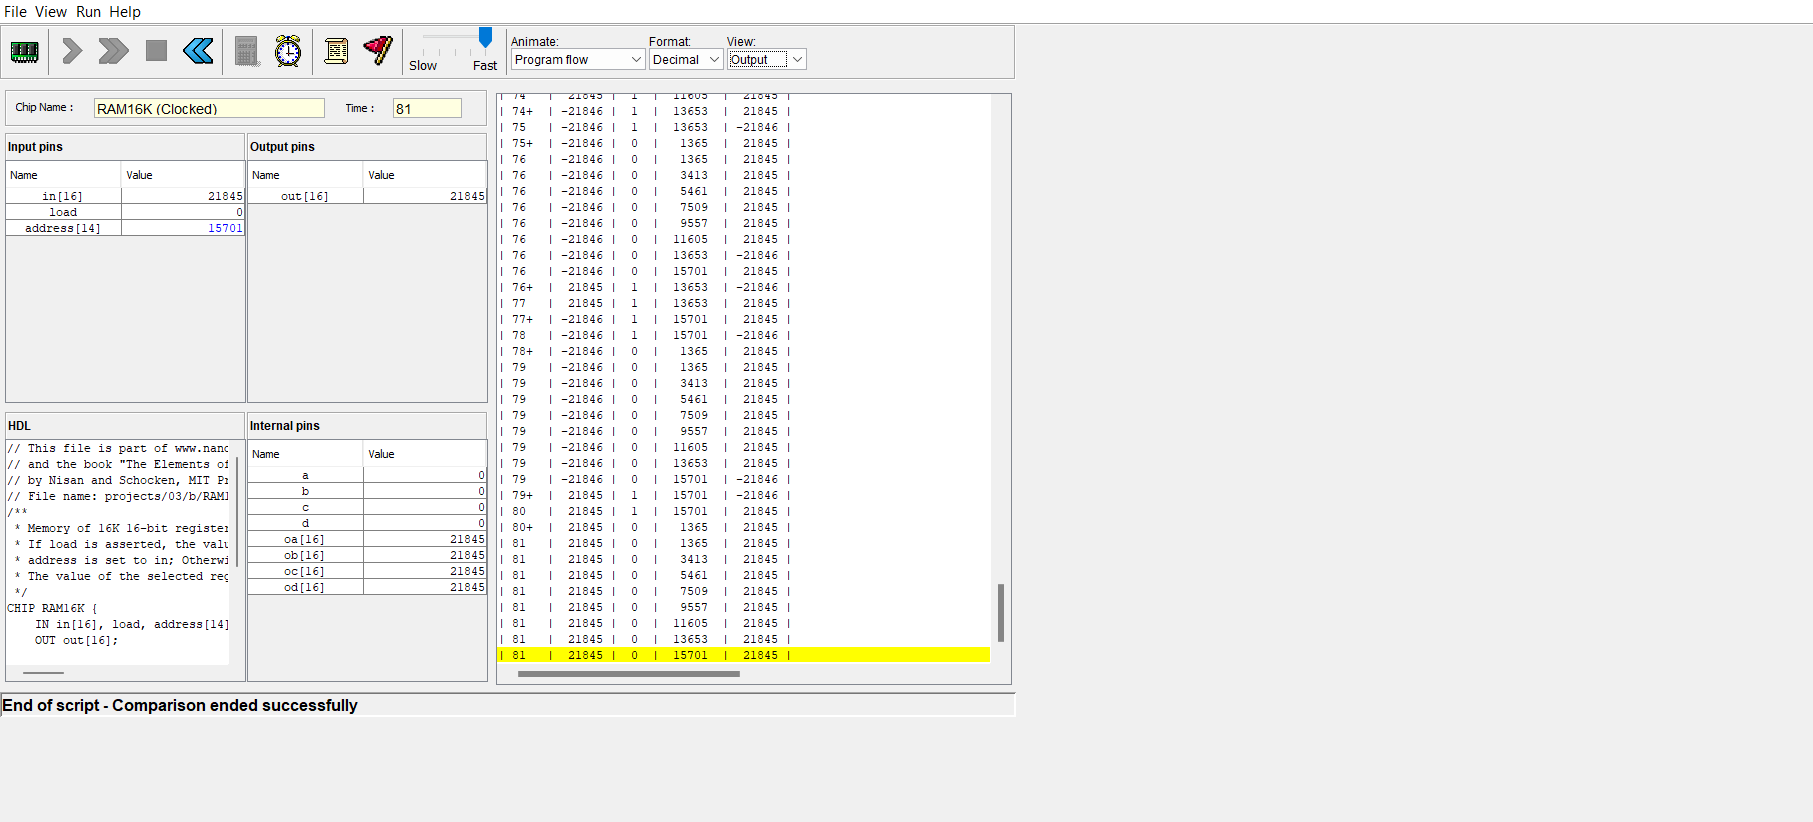 File View Run Help
Slow Fast
Animate: Format: View:
Program flow Decimal Output
Chip Name : RAM16K (Clocked) Time : 81
Input pins
Name Value
in[16] 21845
load 0
address[14] 15701
Output pins
Name Value
out[16] 21845
HDL
// This file is part of www.nand
// and the book "The Elements of
// by Nisan and Schocken, MIT Pr
// File name: projects/03/b/RAM1
/**
* Memory of 16K 16-bit register
* If load is asserted, the valu
* address is set to in; Otherwi
* The value of the selected reg
*/
CHIP RAM16K {
IN in[16], load, address[14]
OUT out[16];
Internal pins
Name Value
a 0
b 0
c 0
d 0
oa[16] 21845
ob[16] 21845
oc[16] 21845
od[16] 21845
| 74 | 21845 | 1 | 11605 | 21845 |
| 74+ | -21846 | 1 | 13653 | 21845 |
| 75 | -21846 | 1 | 13653 | -21846 |
| 75+ | -21846 | 0 | 1365 | 21845 |
| 76 | -21846 | 0 | 1365 | 21845 |
| 76 | -21846 | 0 | 3413 | 21845 |
| 76 | -21846 | 0 | 5461 | 21845 |
| 76 | -21846 | 0 | 7509 | 21845 |
| 76 | -21846 | 0 | 9557 | 21845 |
| 76 | -21846 | 0 | 11605 | 21845 |
| 76 | -21846 | 0 | 13653 | -21846 |
| 76 | -21846 | 0 | 15701 | 21845 |
| 76+ | 21845 | 1 | 13653 | -21846 |
| 77 | 21845 | 1 | 13653 | 21845 |
| 77+ | -21846 | 1 | 15701 | 21845 |
| 78 | -21846 | 1 | 15701 | -21846 |
| 78+ | -21846 | 0 | 1365 | 21845 |
| 79 | -21846 | 0 | 1365 | 21845 |
| 79 | -21846 | 0 | 3413 | 21845 |
| 79 | -21846 | 0 | 5461 | 21845 |
| 79 | -21846 | 0 | 7509 | 21845 |
| 79 | -21846 | 0 | 9557 | 21845 |
| 79 | -21846 | 0 | 11605 | 21845 |
| 79 | -21846 | 0 | 13653 | 21845 |
| 79 | -21846 | 0 | 15701 | -21846 |
| 79+ | 21845 | 1 | 15701 | -21846 |
| 80 | 21845 | 1 | 15701 | 21845 |
| 80+ | 21845 | 0 | 1365 | 21845 |
| 81 | 21845 | 0 | 1365 | 21845 |
| 81 | 21845 | 0 | 3413 | 21845 |
| 81 | 21845 | 0 | 5461 | 21845 |
| 81 | 21845 | 0 | 7509 | 21845 |
| 81 | 21845 | 0 | 9557 | 21845 |
| 81 | 21845 | 0 | 11605 | 21845 |
| 81 | 21845 | 0 | 13653 | 21845 |
| 81 | 21845 | 0 | 15701 | 21845 |
End of script - Comparison ended successfully